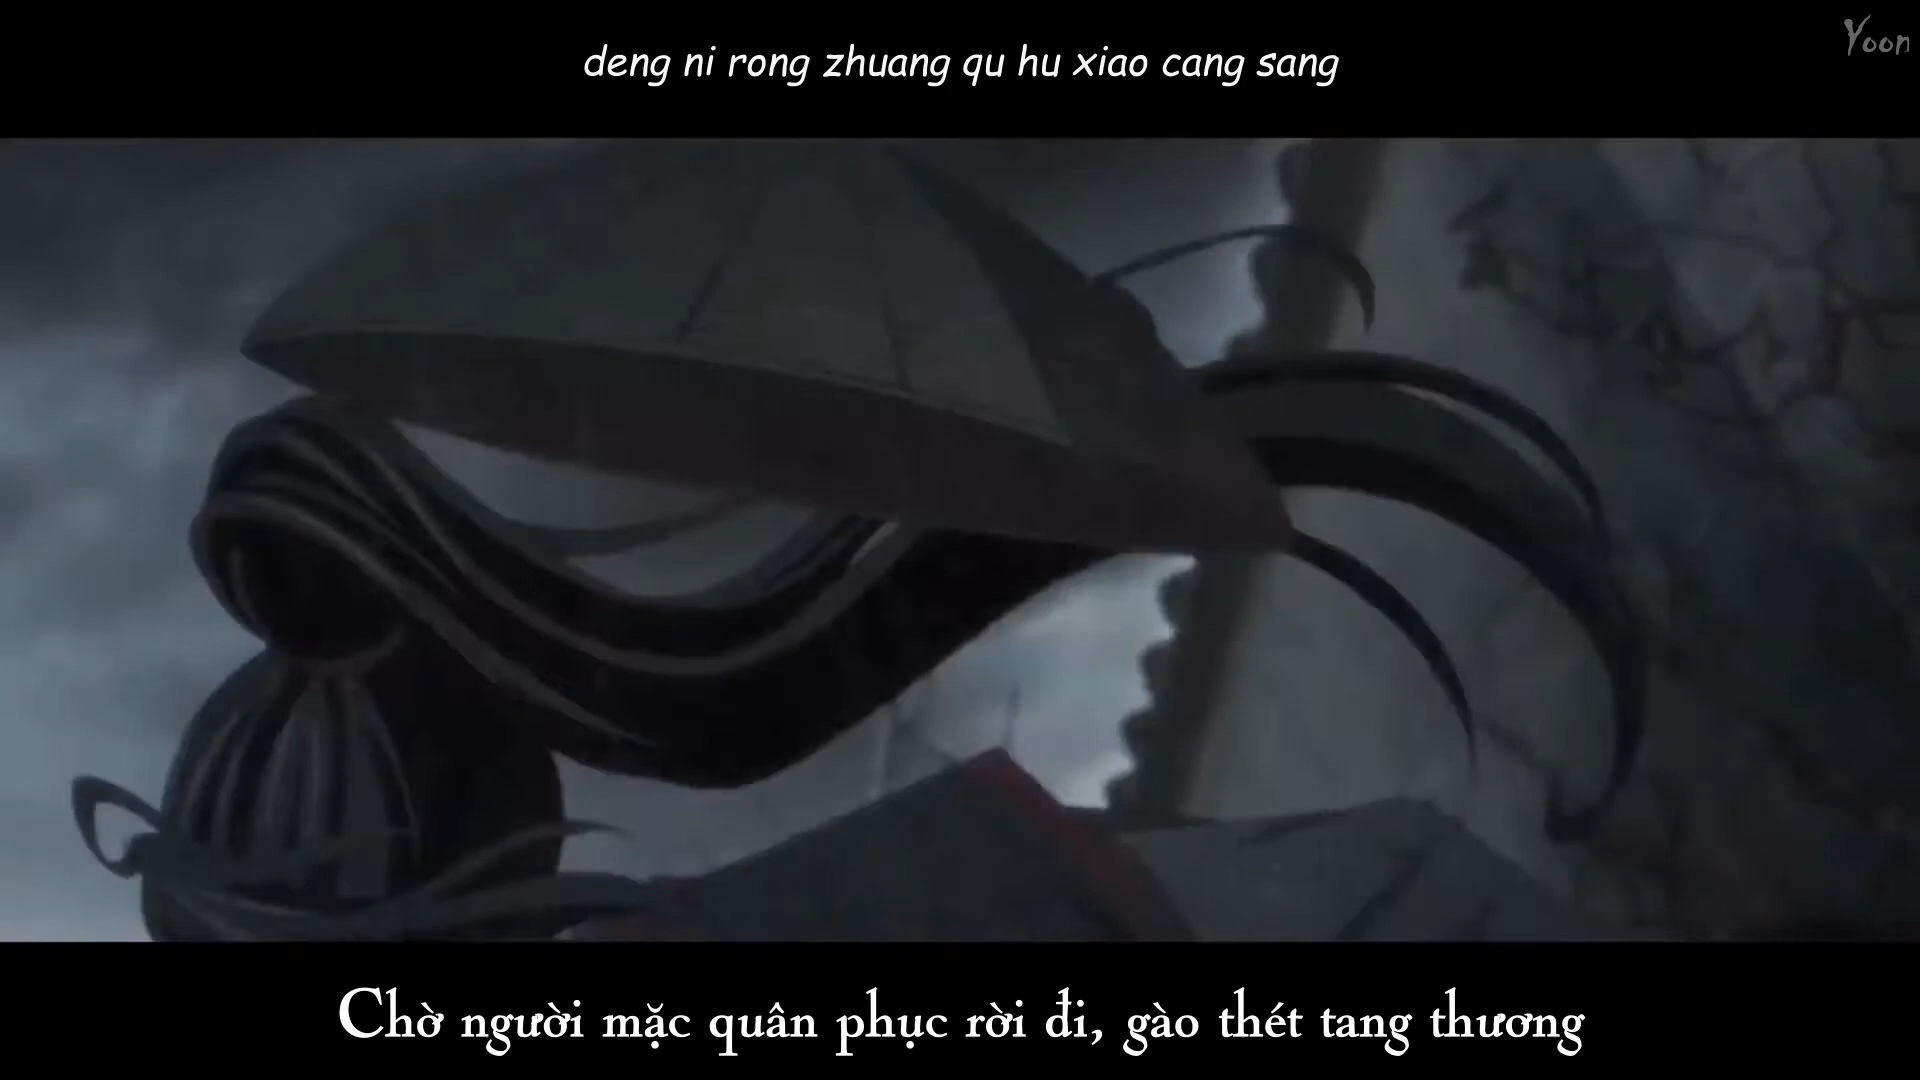 Yoon
deng ni rong zhuang qu hu xiao cang sang
Chờ người mặc quân phục rời đi, gào thét tang thương